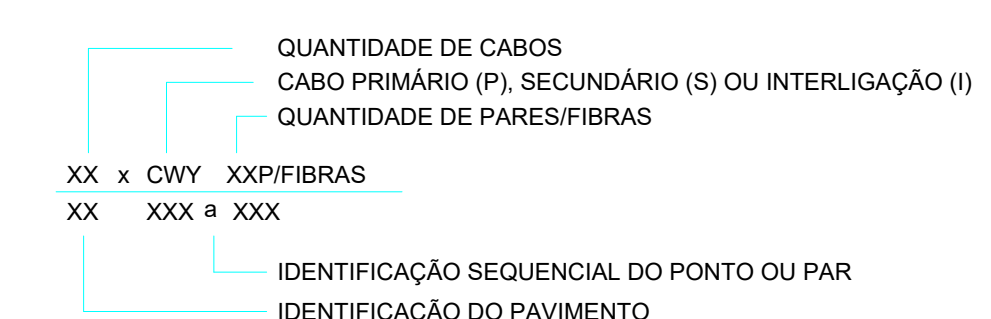 QUANTIDADE DE CABOS
CABO PRIMÁRIO (P), SECUNDÁRIO (S) OU INTERLIGAÇÃO (I)
QUANTIDADE DE PARES/FIBRAS
XX x CWY XXP/FIBRAS
XX XXX a XXX
IDENTIFICAÇÃO SEQUENCIAL DO PONTO OU PAR
IDENTIFICAÇÃO DO PAVIMENTO